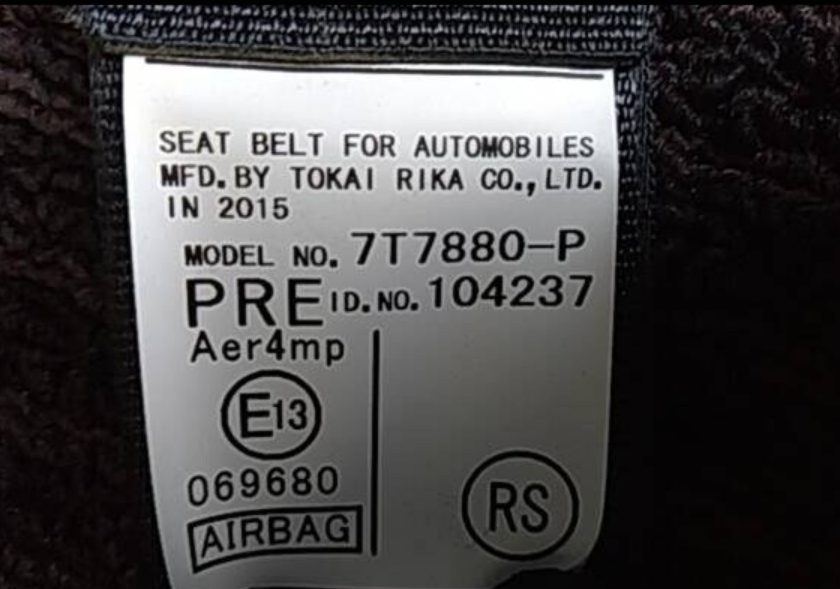 SEAT BELT FOR AUTOMOBILES
MFD. BY TOKAI RIKA CO., LTD.
IN 2015
MODEL NO. 7T7880-P
PRE ID. NO. 104237
Aer4mp
E13
069680
AIRBAG
RS